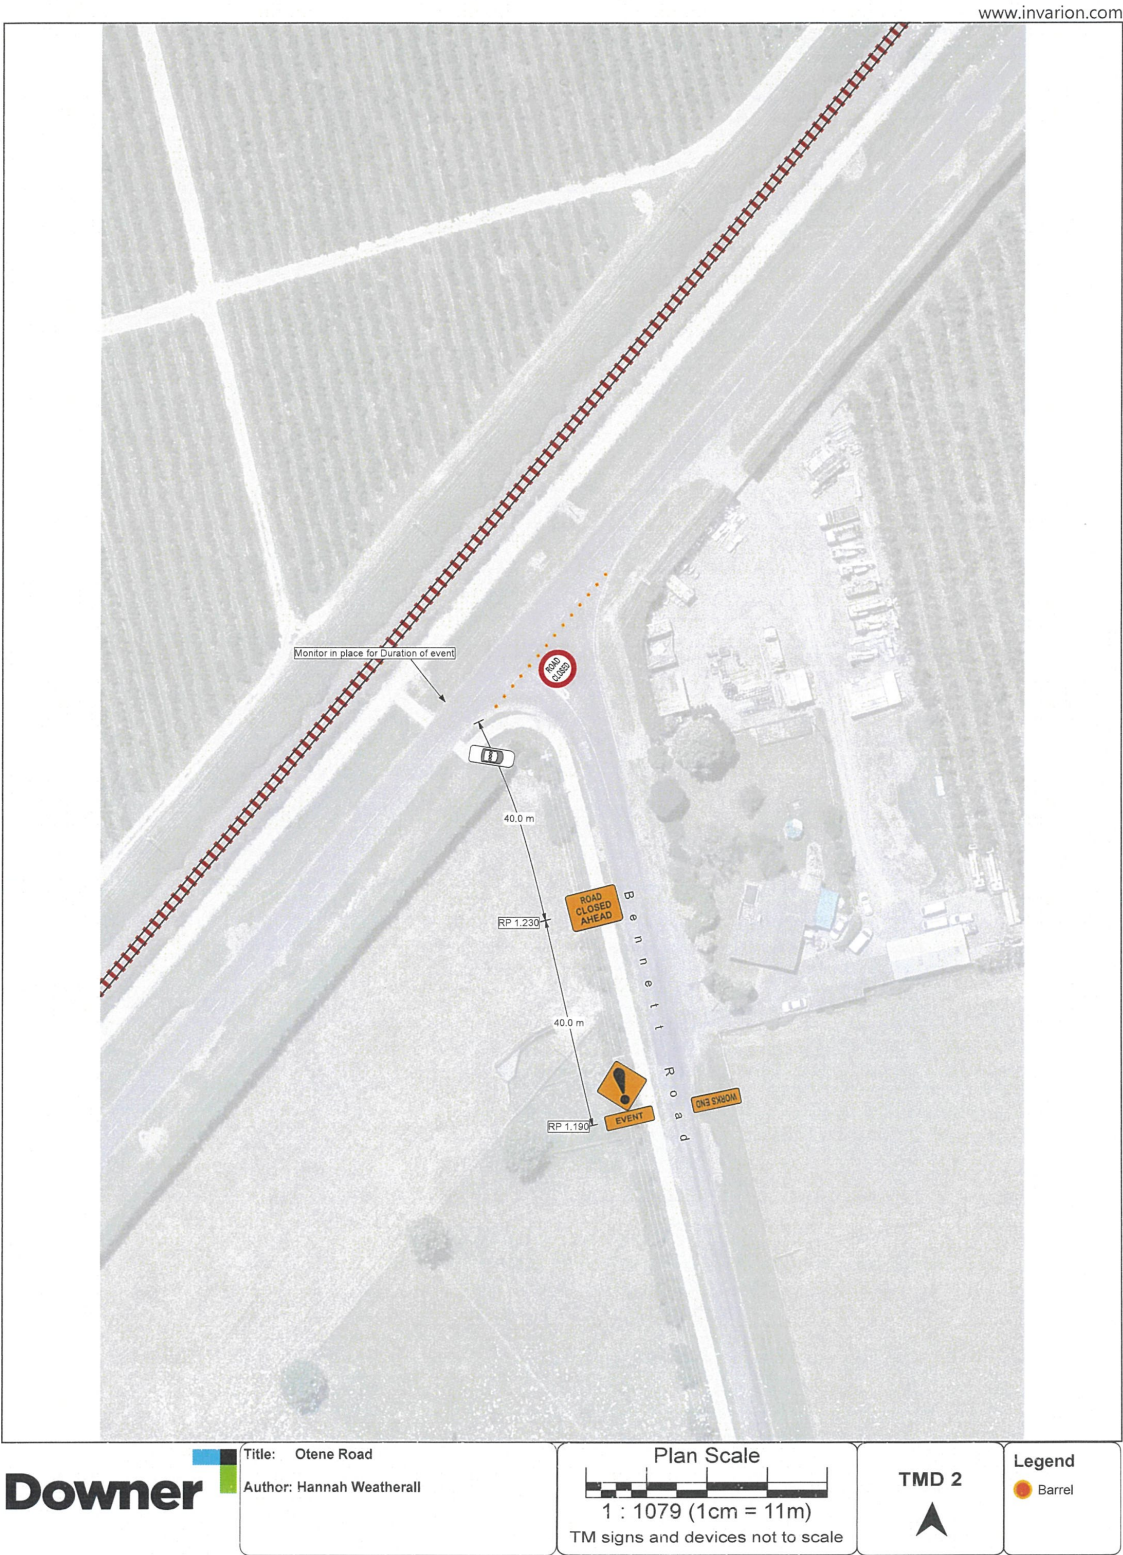 www.invarion.com
Monitor in place for Duration of event
ROAD
CLOSED
40.0 m
ROAD
CLOSED
AHEAD
RP 1.230
Bennett Road
40.0 m
EVENT
WORKS END
RP 1.190
Downer
Title: Otene Road
Author: Hannah Weatherall
Plan Scale
1 : 1079 (1cm = 11m)
TM signs and devices not to scale
TMD 2
Legend
Barrel